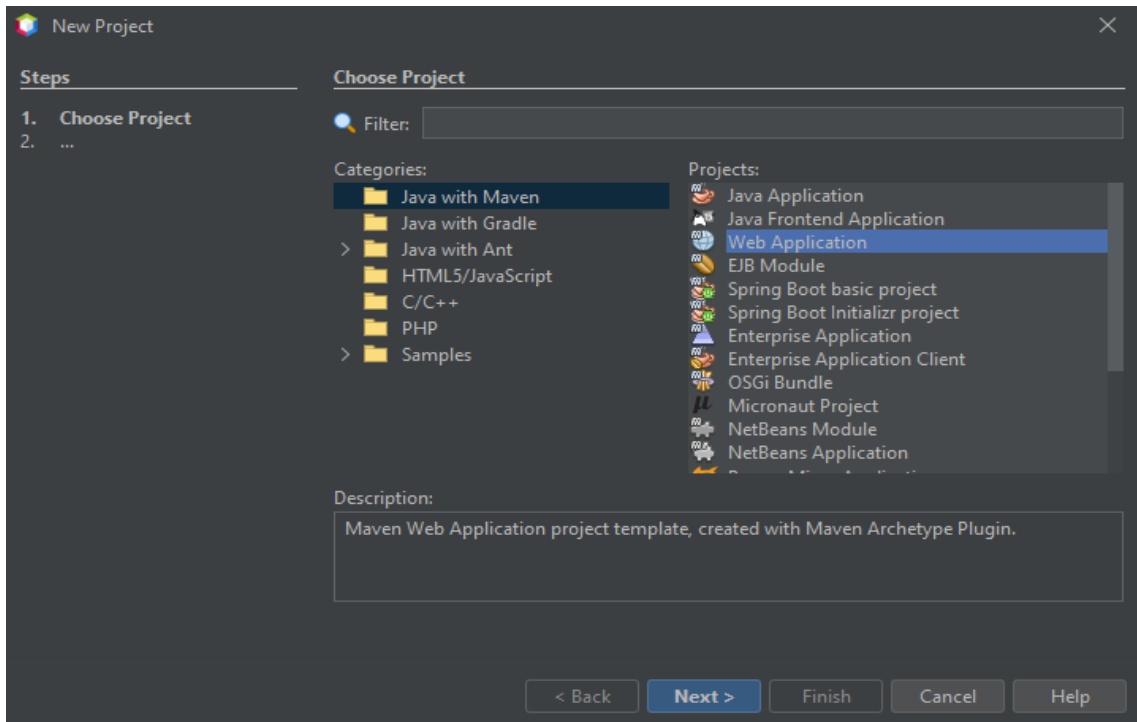 New Project
Steps
1. Choose Project
2. ...
Choose Project
Filter:
Categories:
Java with Maven
Java with Gradle
Java with Ant
HTML5/JavaScript
C/C++
PHP
Samples
Projects:
Java Application
Java Frontend Application
Web Application
EJB Module
Spring Boot basic project
Spring Boot Initializr project
Enterprise Application
Enterprise Application Client
OSGi Bundle
Micronaut Project
NetBeans Module
NetBeans Application
Description:
Maven Web Application project template, created with Maven Archetype Plugin.
< Back Next > Finish Cancel Help